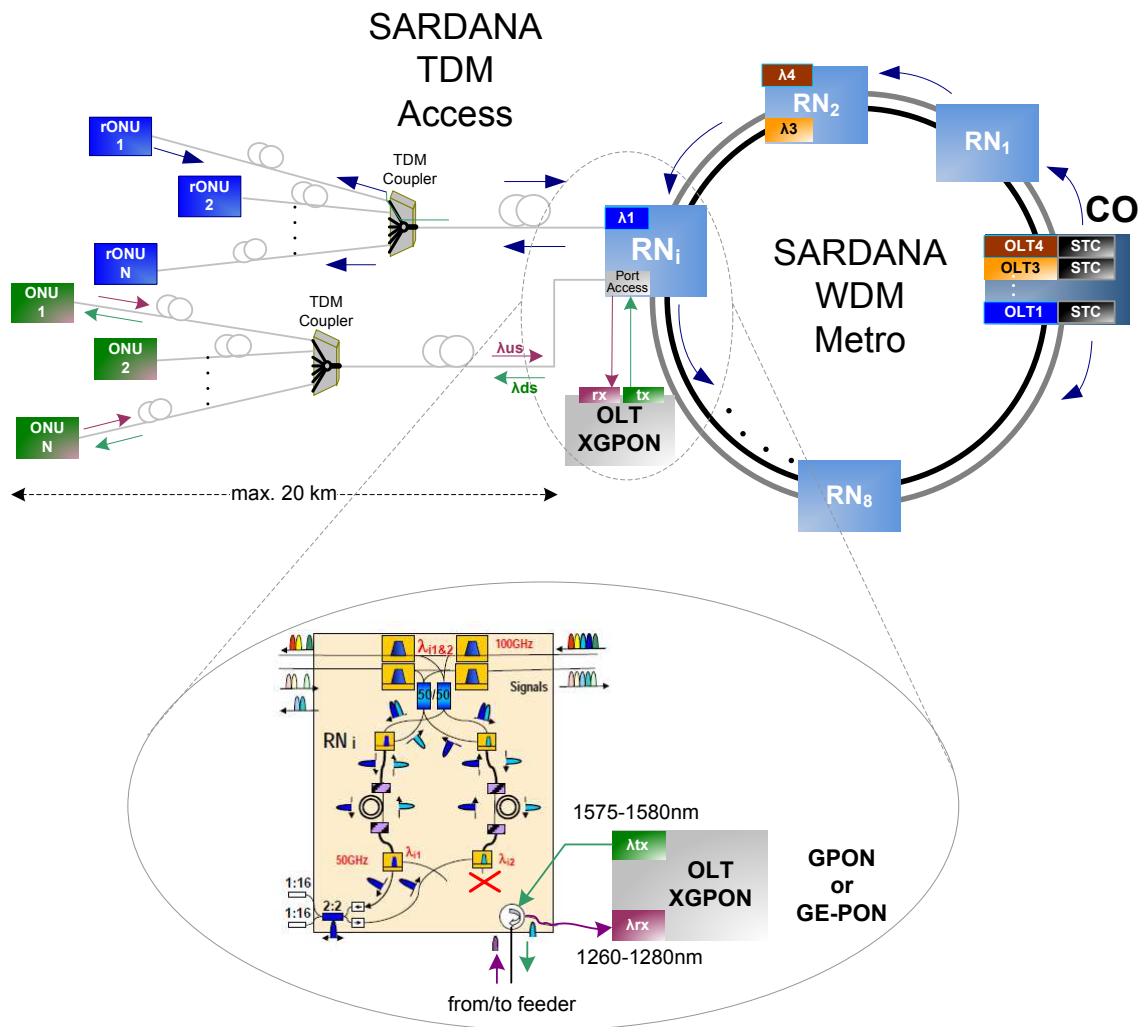 SARDANA
TDM
Access
λ4
RN2
λ3
RN1
rONU
1
TDM
Coupler
rONU
2
CO
λ1
RNi
Port
Access
SARDANA
WDM
Metro
OLT4 STC
OLT3 STC
OLT1 STC
rONU
N
ONU
1
TDM
Coupler
ONU
2
λus
λds
rx tx
OLT
XGPON
ONU
N
max. 20 km
RN8
λi1&2
100GHz
50/50
Signals
RN i
50GHz
λi1
λi2
1:16
1:16
2:2
1575-1580nm
λtx
OLT
XGPON
λrx
1260-1280nm
GPON
or
GE-PON
from/to feeder